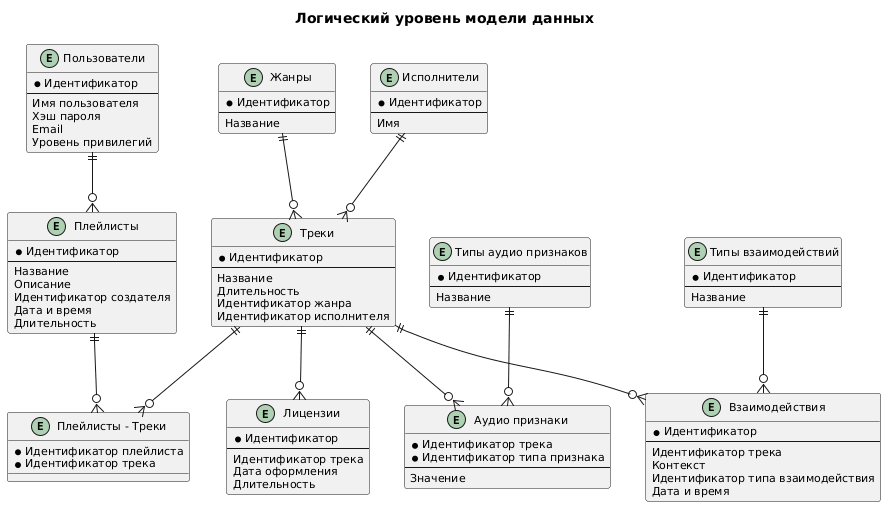 Логический уровень модели данных
E Пользователи
Идентификатор
Имя пользователя
Хэш пароля
Email
Уровень привилегий
E Жанры
Идентификатор
Название
E Исполнители
Идентификатор
Имя
E Плейлисты
Идентификатор
Название
Описание
Идентификатор создателя
Дата и время
Длительность
E Треки
Идентификатор
Название
Длительность
Идентификатор жанра
Идентификатор исполнителя
E Типы аудио признаков
Идентификатор
Название
E Типы взаимодействий
Идентификатор
Название
E Плейлисты - Треки
Идентификатор плейлиста
Идентификатор трека
E Лицензии
Идентификатор
Идентификатор трека
Дата оформления
Длительность
E Аудио признаки
Идентификатор трека
Идентификатор типа признака
Значение
E Взаимодействия
Идентификатор
Идентификатор трека
Контекст
Идентификатор типа взаимодействия
Дата и время